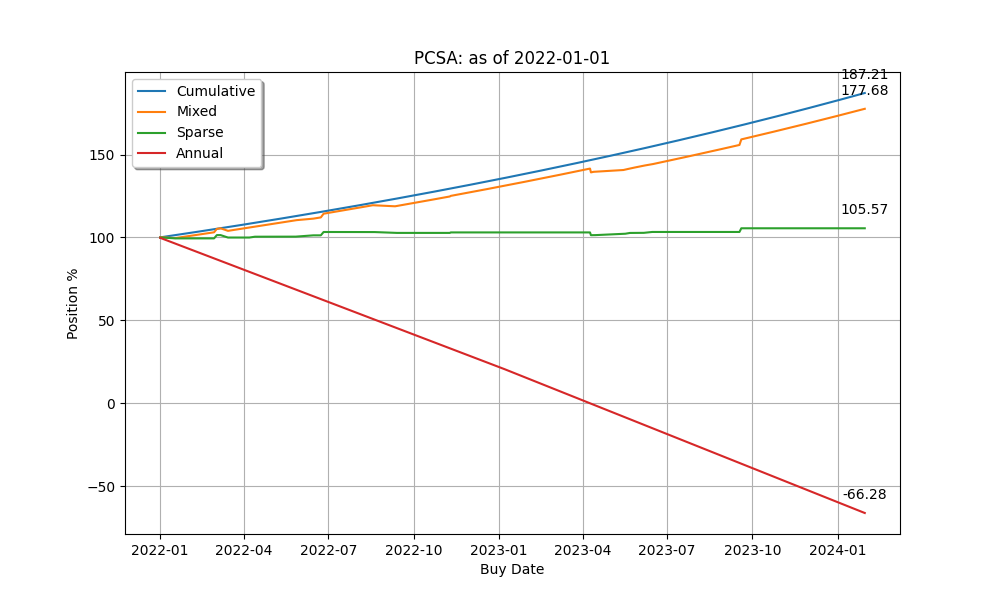 PCSA: as of 2022-01-01
187.21
177.68
105.57
-66.28
Cumulative
Mixed
Sparse
Annual
150
100
50
0
−50
Position %
2022-01 2022-04 2022-07 2022-10 2023-01 2023-04 2023-07 2023-10 2024-01
Buy Date